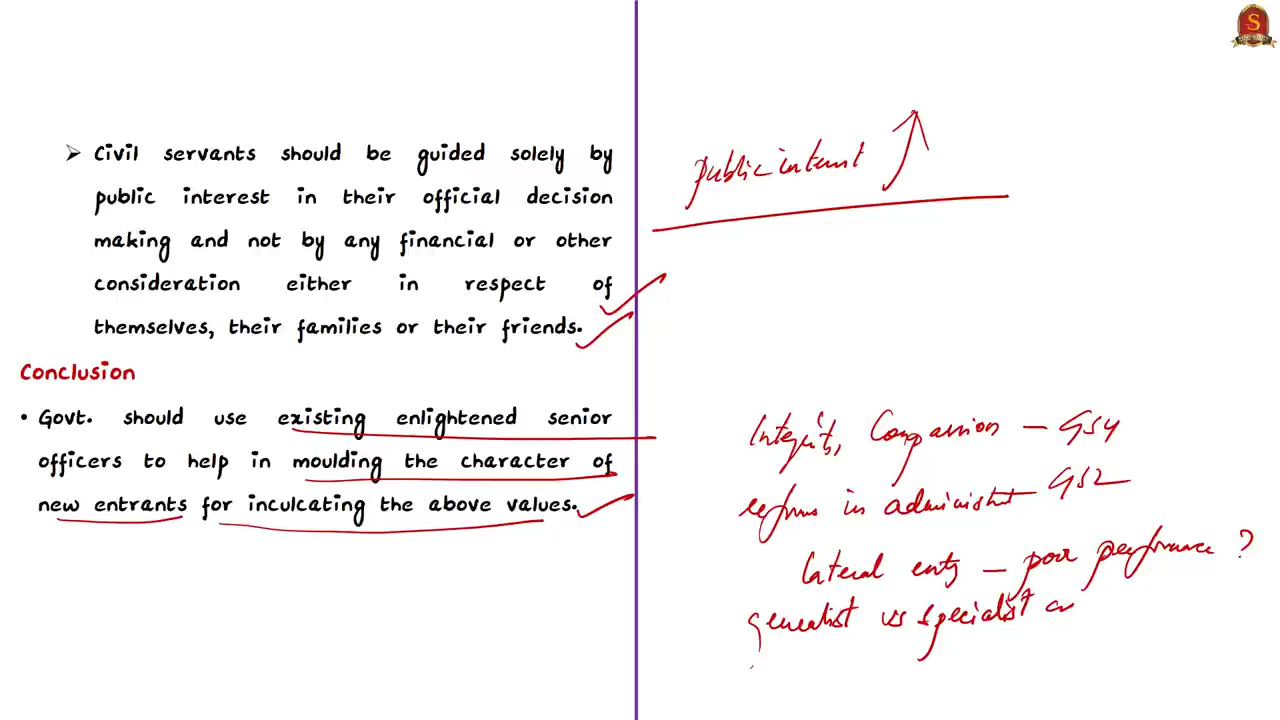 ➢ Civil servants should be guided solely by
public interest in their official decision
making and not by any financial or other
consideration either in respect of
themselves, their families or their friends.
Conclusion
• Govt. should use existing enlightened senior
officers to help in moulding the character of
new entrants for inculcating the above values.
public interest
Integrity, Compassion – GS4
reforms in administ – GS2
lateral entry – poor performance ?
generalist vs specialist
S